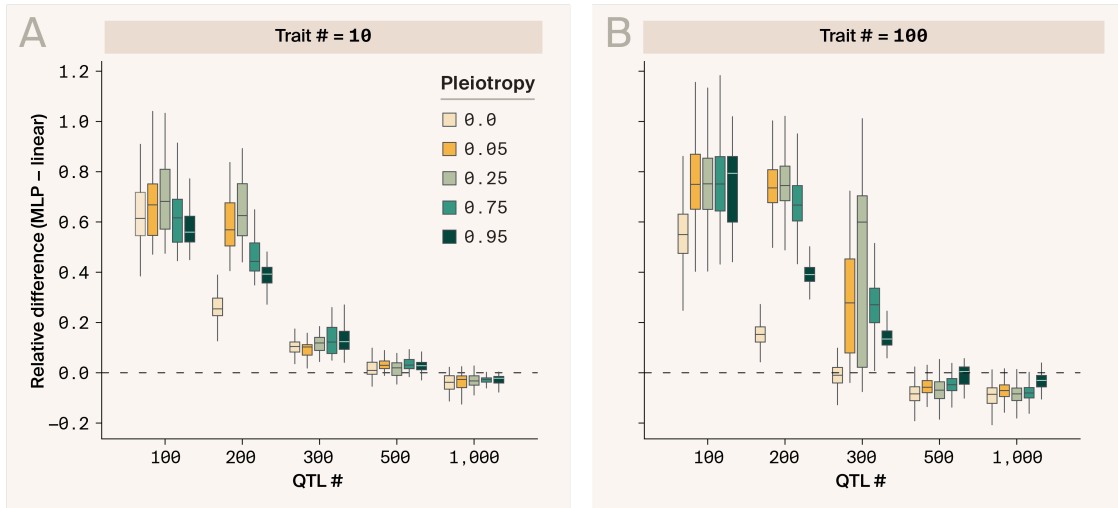 A
Trait # = 10
Relative difference (MLP – linear)
1.2
1.0
0.8
0.6
0.4
0.2
0.0
–0.2
Pleiotropy
0.0
0.05
0.25
0.75
0.95
100 200 300 500 1,000
QTL #
B
Trait # = 100
100 200 300 500 1,000
QTL #